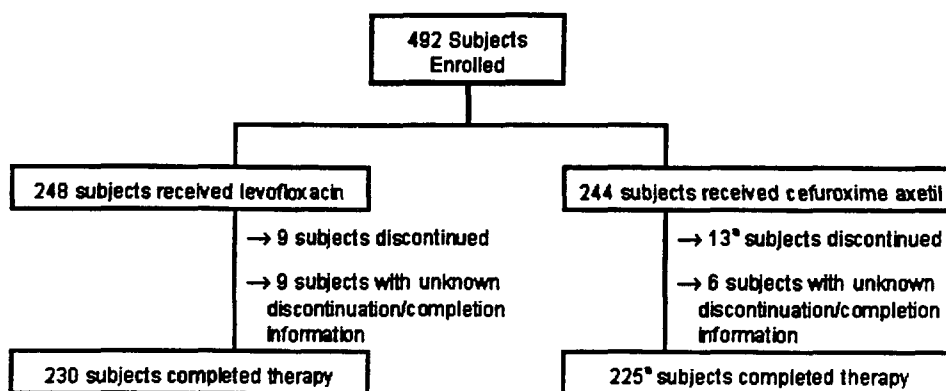 492 Subjects
Enrolled
248 subjects received levofloxacin
244 subjects received cefuroxime axetil
→ 9 subjects discontinued
→ 9 subjects with unknown
discontinuation/completion
information
→ 13ª subjects discontinued
→ 6 subjects with unknown
discontinuation/completion
information
230 subjects completed therapy
225ª subjects completed therapy